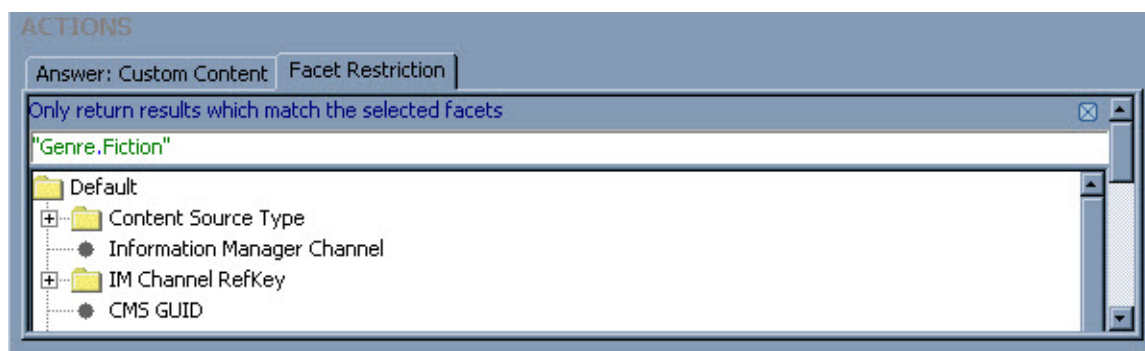 ACTIONS
Answer: Custom Content Facet Restriction
Only return results which match the selected facets
"Genre.Fiction"
Default
Content Source Type
Information Manager Channel
IM Channel RefKey
CMS GUID